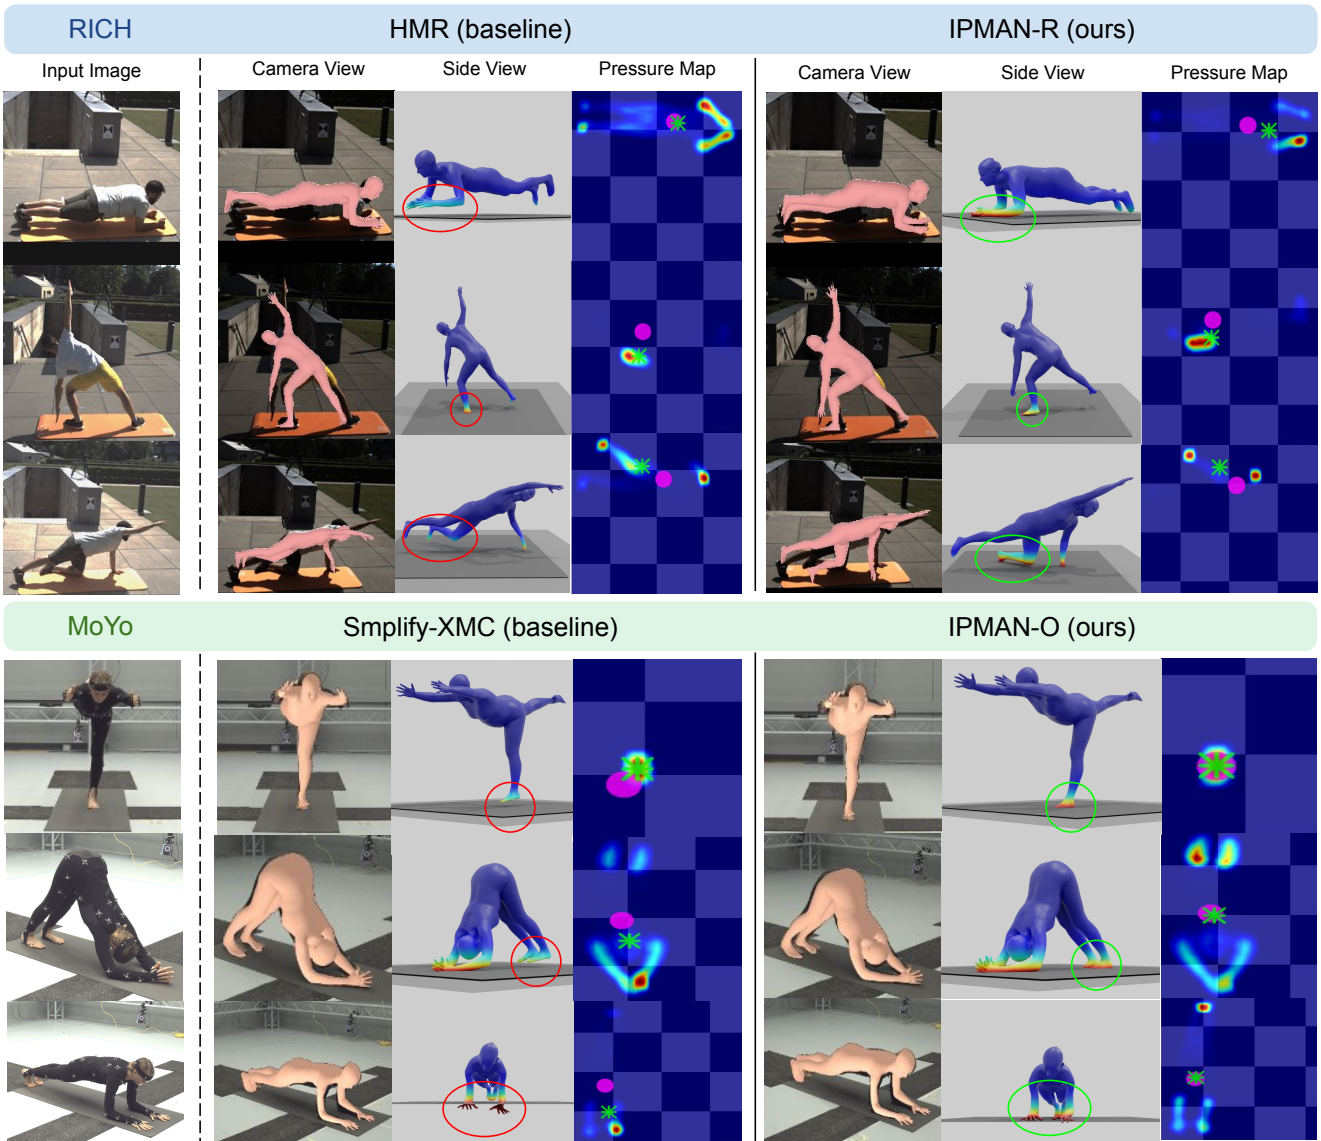 RICH HMR (baseline) IPMAN-R (ours)
Input Image Camera View Side View Pressure Map Camera View Side View Pressure Map
MoYo Smplify-XMC (baseline) IPMAN-O (ours)